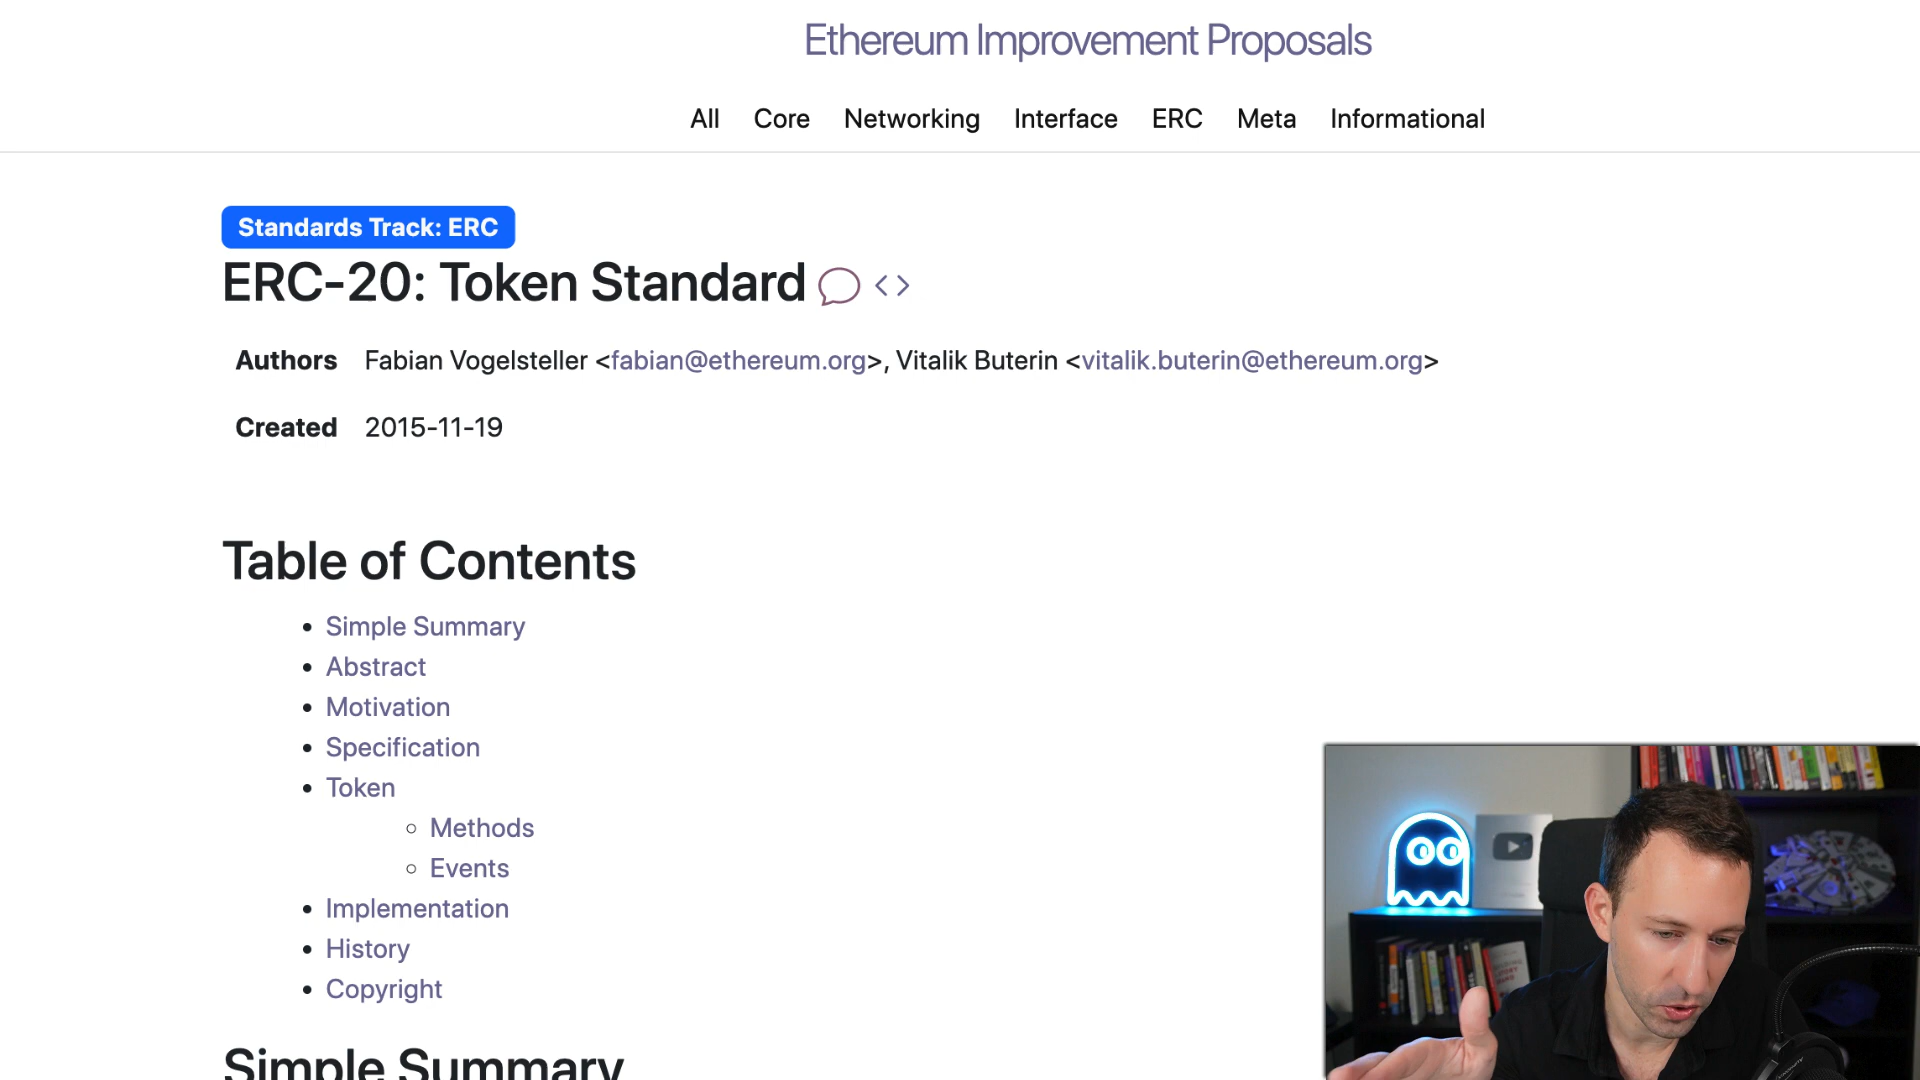 Ethereum Improvement Proposals
All Core Networking Interface ERC Meta Informational
Standards Track: ERC
ERC-20: Token Standard
Authors Fabian Vogelsteller <fabian@ethereum.org>, Vitalik Buterin <vitalik.buterin@ethereum.org>
Created 2015-11-19
Table of Contents
Simple Summary
Abstract
Motivation
Specification
Token
Methods
Events
Implementation
History
Copyright
Simple Summary